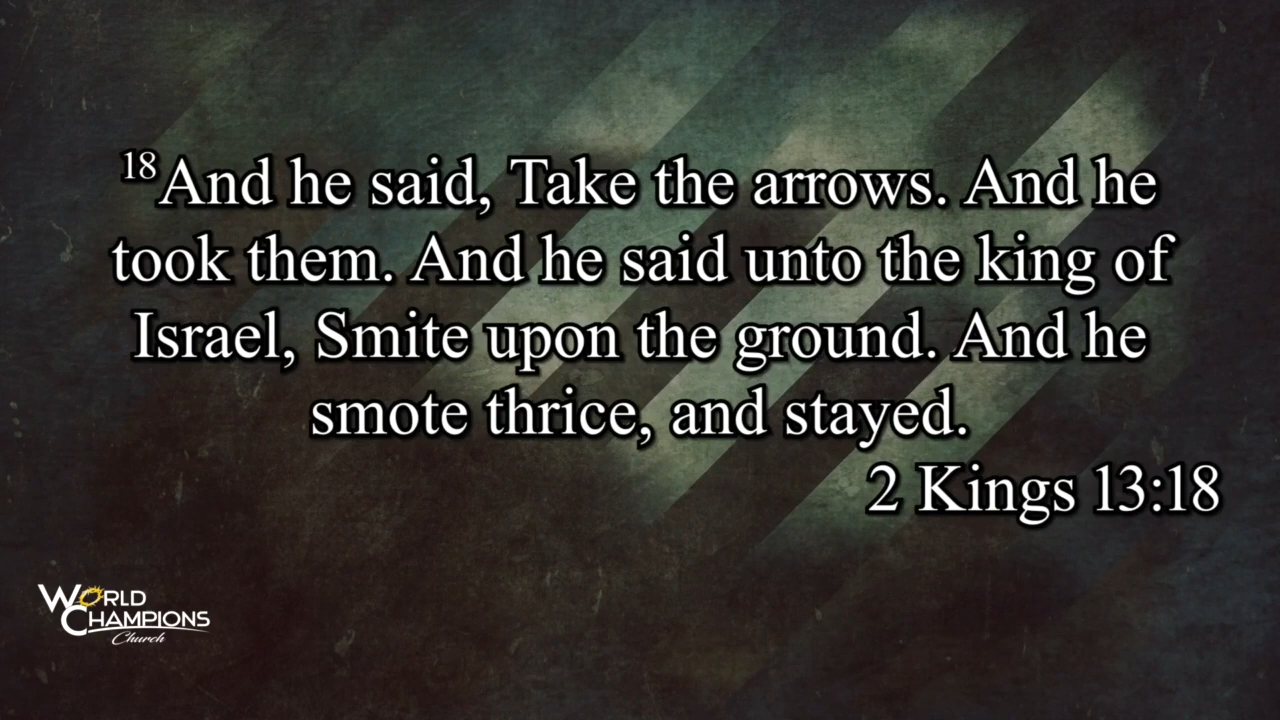 18And he said, Take the arrows. And he
took them. And he said unto the king of
Israel, Smite upon the ground. And he
smote thrice, and stayed.
2 Kings 13:18
WORLD
CHAMPIONS
Church